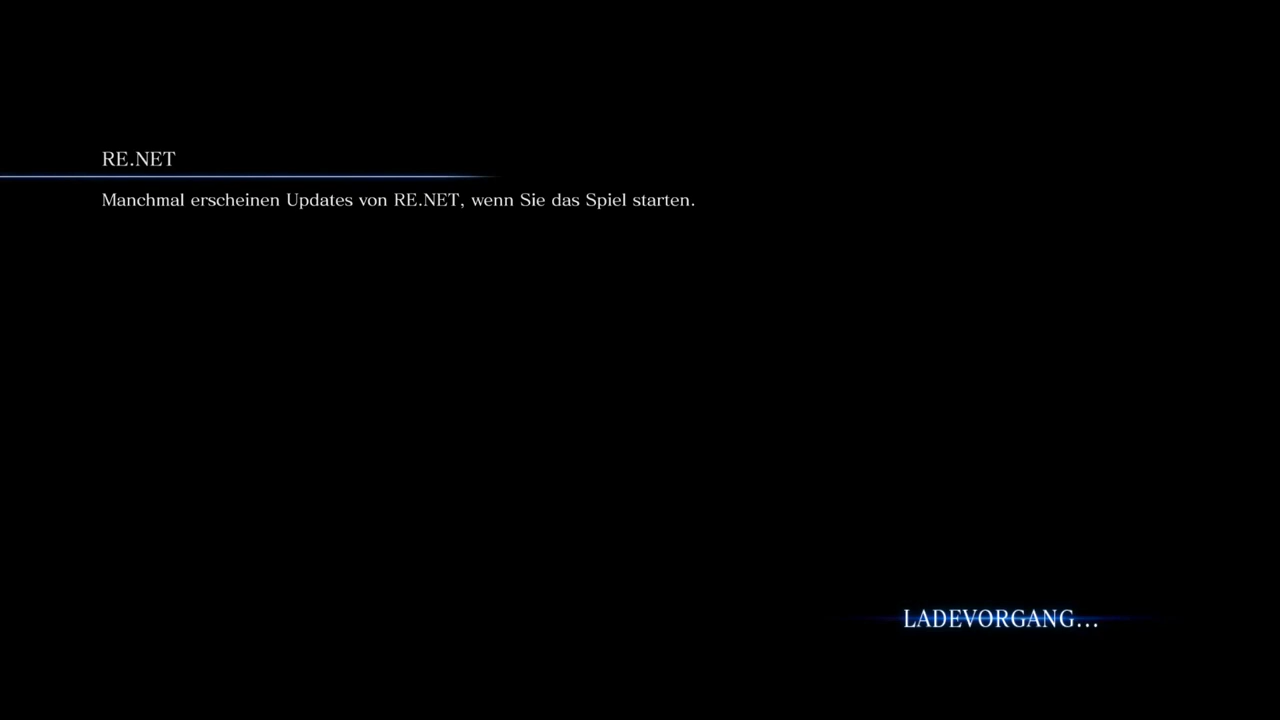 RE.NET
Manchmal erscheinen Updates von RE.NET, wenn Sie das Spiel starten.
LADEVORGANG...